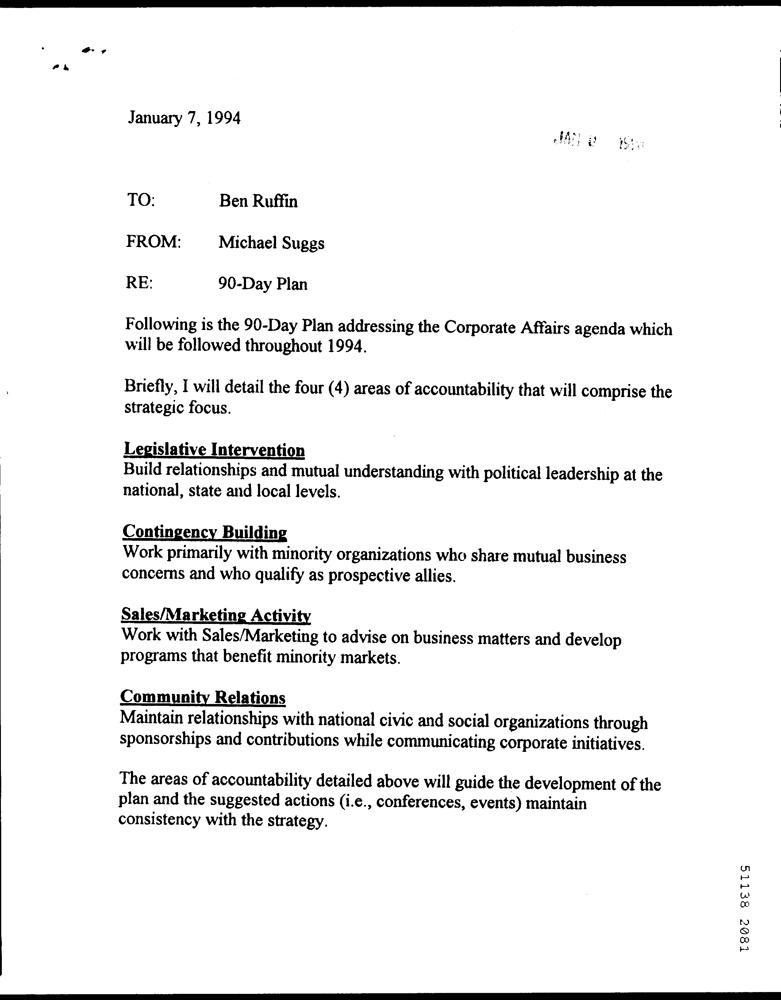 January 7, 1994
JAN
TO: Ben Ruffin
FROM: Michael Suggs
RE: 90-Day Plan
Following is the 90-Day Plan addressing the Corporate Affairs agenda which
will be followed throughout 1994.
Briefly, I will detail the four (4) areas of accountability that will comprise the
strategic focus.
Legislative Intervention
Build relationships and mutual understanding with political leadership at the
national, state and local levels.
Contingency Building
Work primarily with minority organizations who share mutual business
concerns and who qualify as prospective allies.
Sales/Marketing Activity
Work with Sales/Marketing to advise on business matters and develop
programs that benefit minority markets.
Community Relations
Maintain relationships with national civic and social organizations through
sponsorships and contributions while communicating corporate initiatives.
The areas of accountability detailed above will guide the development of the
plan and the suggested actions (i.e., conferences, events) maintain
consistency with the strategy.
51138 2081